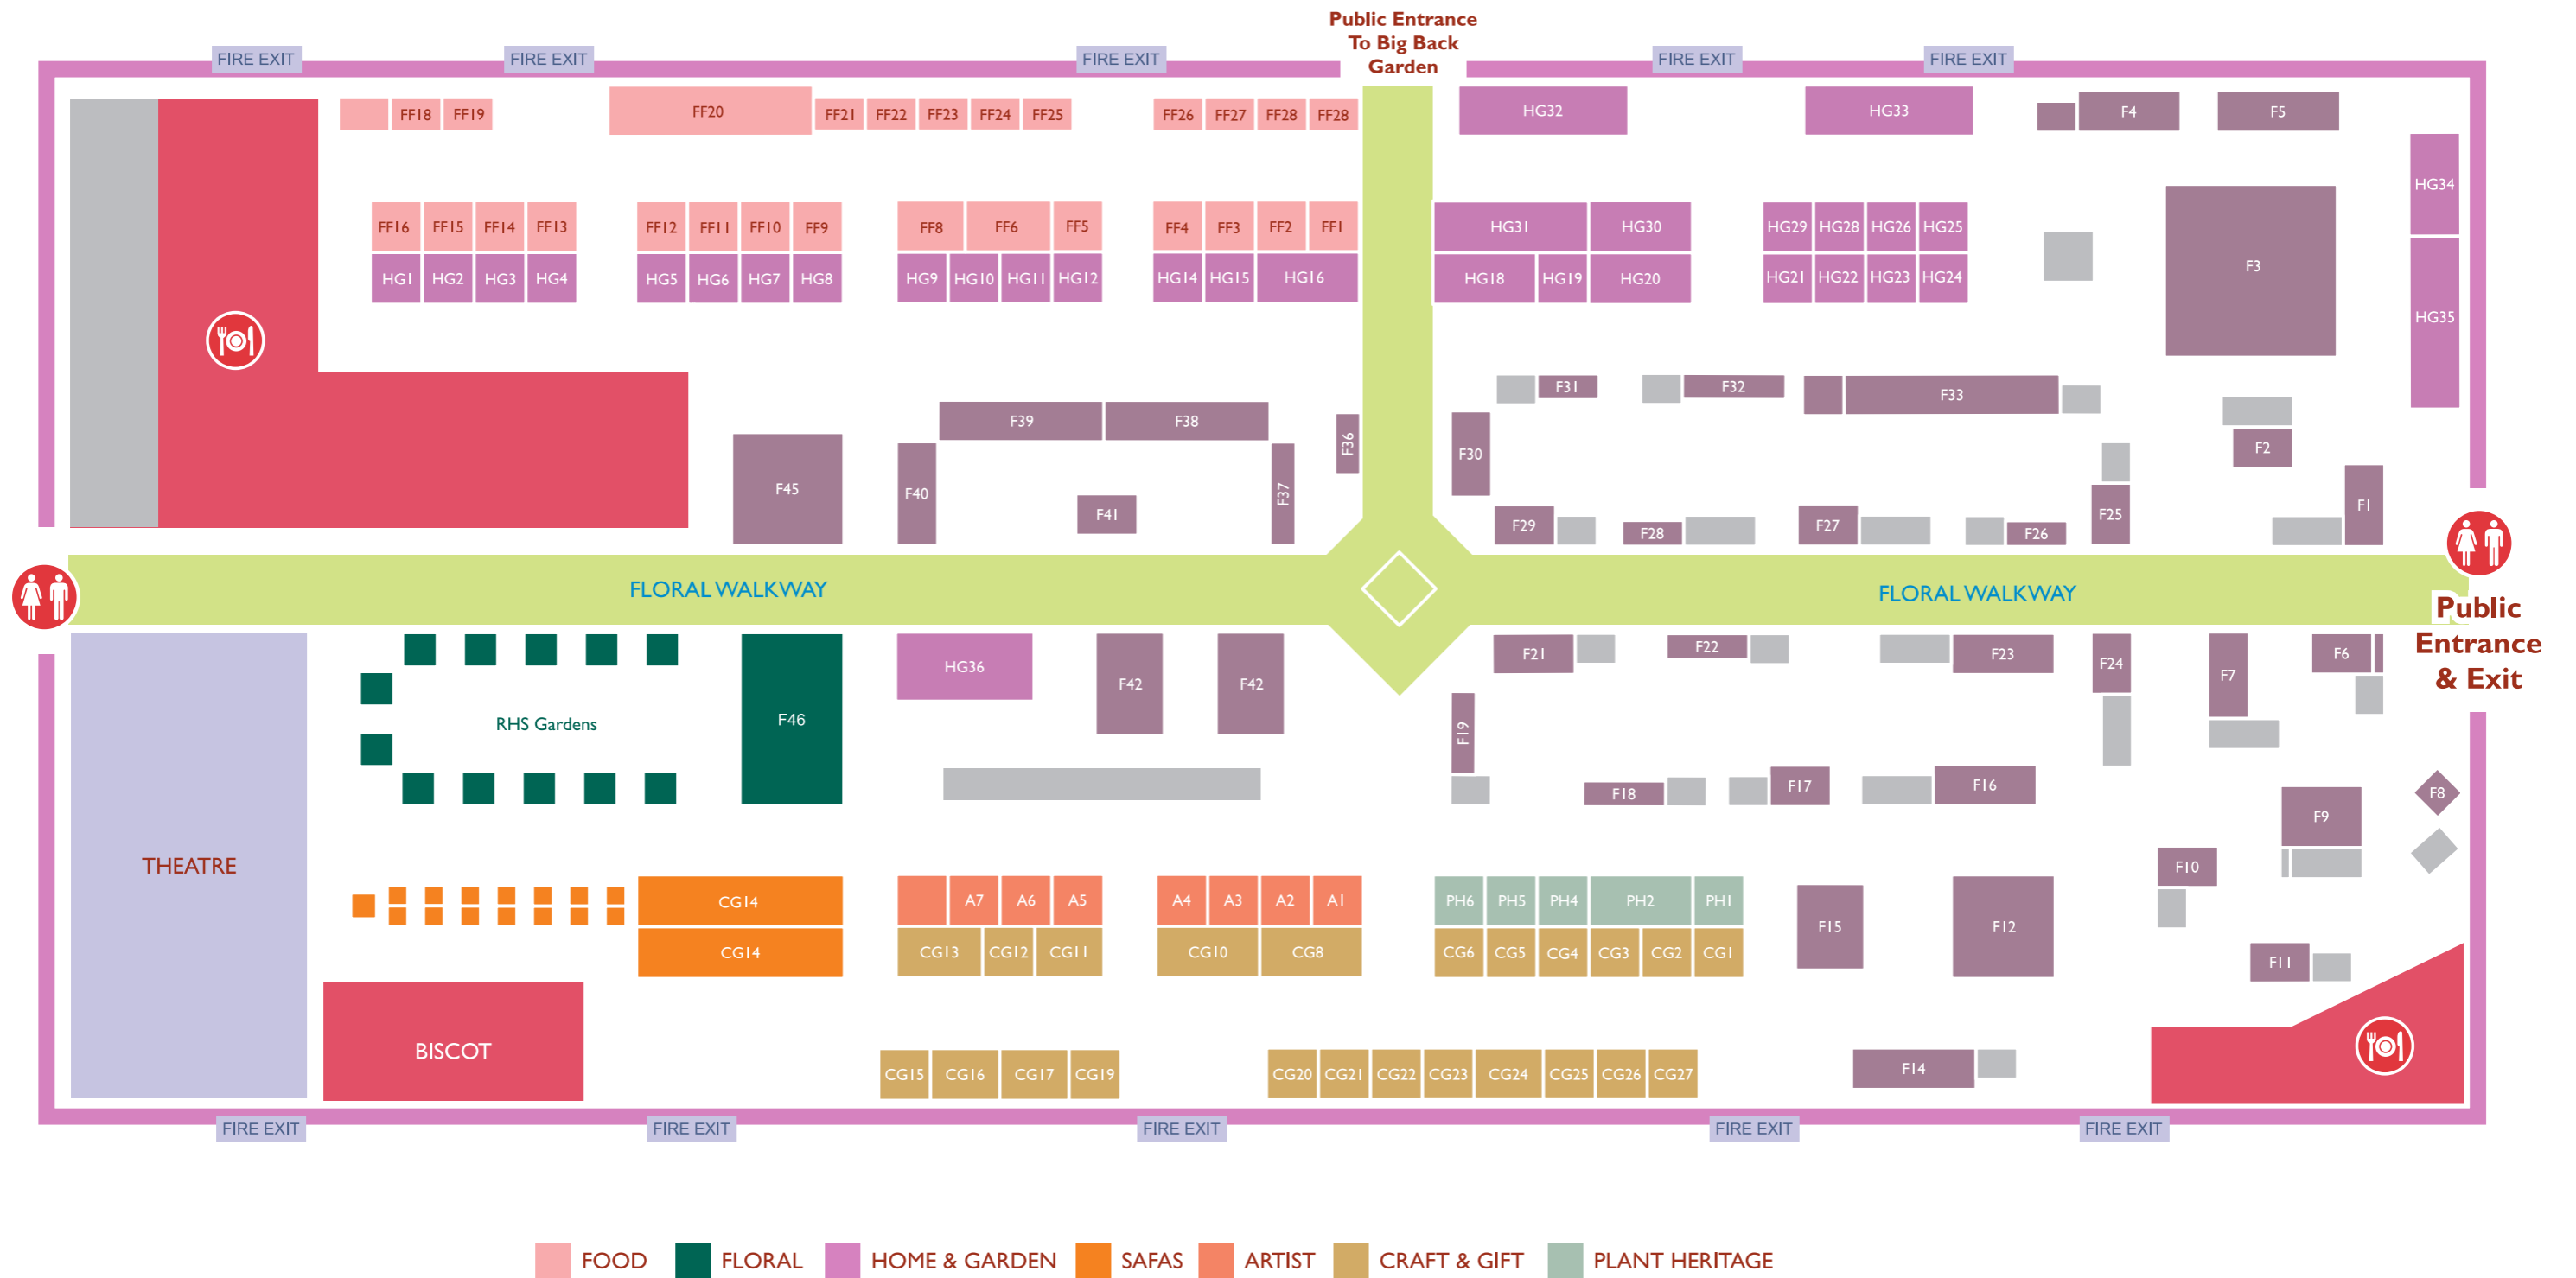 Public Entrance
To Big Back
Garden
FIRE EXIT
FIRE EXIT
FIRE EXIT
FIRE EXIT
FIRE EXIT
FF18
FF19
FF20
FF21
FF22
FF23
FF24
FF25
FF26
FF27
FF28
FF28
HG32
HG33
F4
F5
HG34
FF16
FF15
FF14
FF13
FF12
FF11
FF10
FF9
FF8
FF6
FF5
FF4
FF3
FF2
FF1
HG31
HG30
HG29
HG28
HG26
HG25
HG1
HG2
HG3
HG4
HG5
HG6
HG7
HG8
HG9
HG10
HG11
HG12
HG14
HG15
HG16
HG18
HG19
HG20
HG21
HG22
HG23
HG24
F3
HG35
F31
F32
F33
F39
F38
F36
F30
F2
F45
F40
F41
F37
F29
F28
F27
F26
F25
F1
FLORAL WALKWAY
FLORAL WALKWAY
Public
Entrance
& Exit
HG36
F42
F42
F21
F22
F23
F24
F7
F6
RHS Gardens
F46
F19
F18
F17
F16
F8
F9
THEATRE
F10
CG14
A7
A6
A5
A4
A3
A2
A1
PH6
PH5
PH4
PH2
PH1
F15
F12
CG14
CG13
CG12
CG11
CG10
CG8
CG6
CG5
CG4
CG3
CG2
CG1
F11
BISCOT
CG15
CG16
CG17
CG19
CG20
CG21
CG22
CG23
CG24
CG25
CG26
CG27
F14
FIRE EXIT
FIRE EXIT
FIRE EXIT
FIRE EXIT
FIRE EXIT
FOOD
FLORAL
HOME & GARDEN
SAFAS
ARTIST
CRAFT & GIFT
PLANT HERITAGE